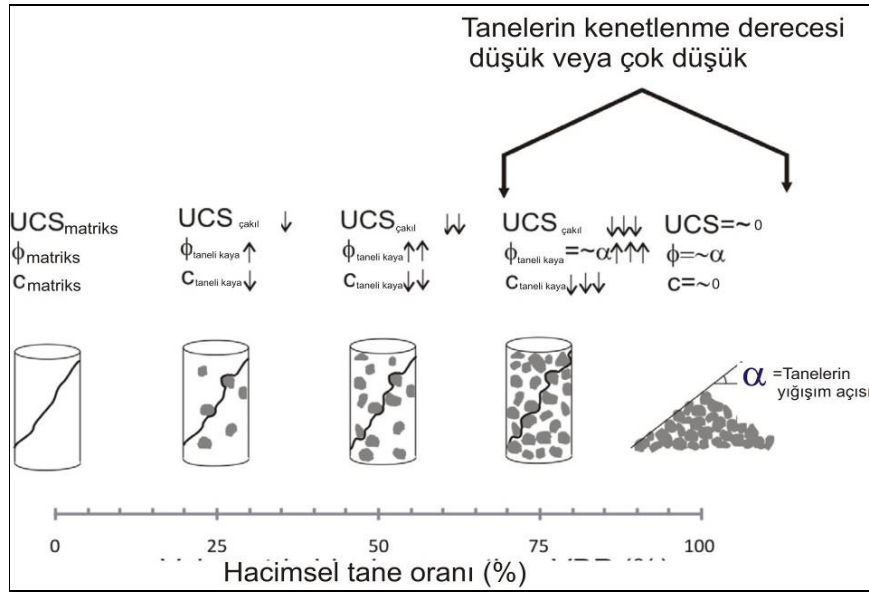 Tanelerin kenetlenme derecesi
düşük veya çok düşük
UCSmatriks
ϕmatriks
cmatriks
UCS çakıl ↓
ϕtaneli kaya ↑
ctaneli kaya ↓
UCSçakıl ↓↓
ϕtaneli kaya ↑↑
ctaneli kaya ↓↓
UCS çakıl ↓↓↓
ϕtaneli kaya=~α↑↑↑
ctaneli kaya ↓↓↓
UCS=~0
ϕ=~α
c=~0
α =Tanelerin
yığışım açısı
0 25 50 75 100
Hacimsel tane oranı (%)